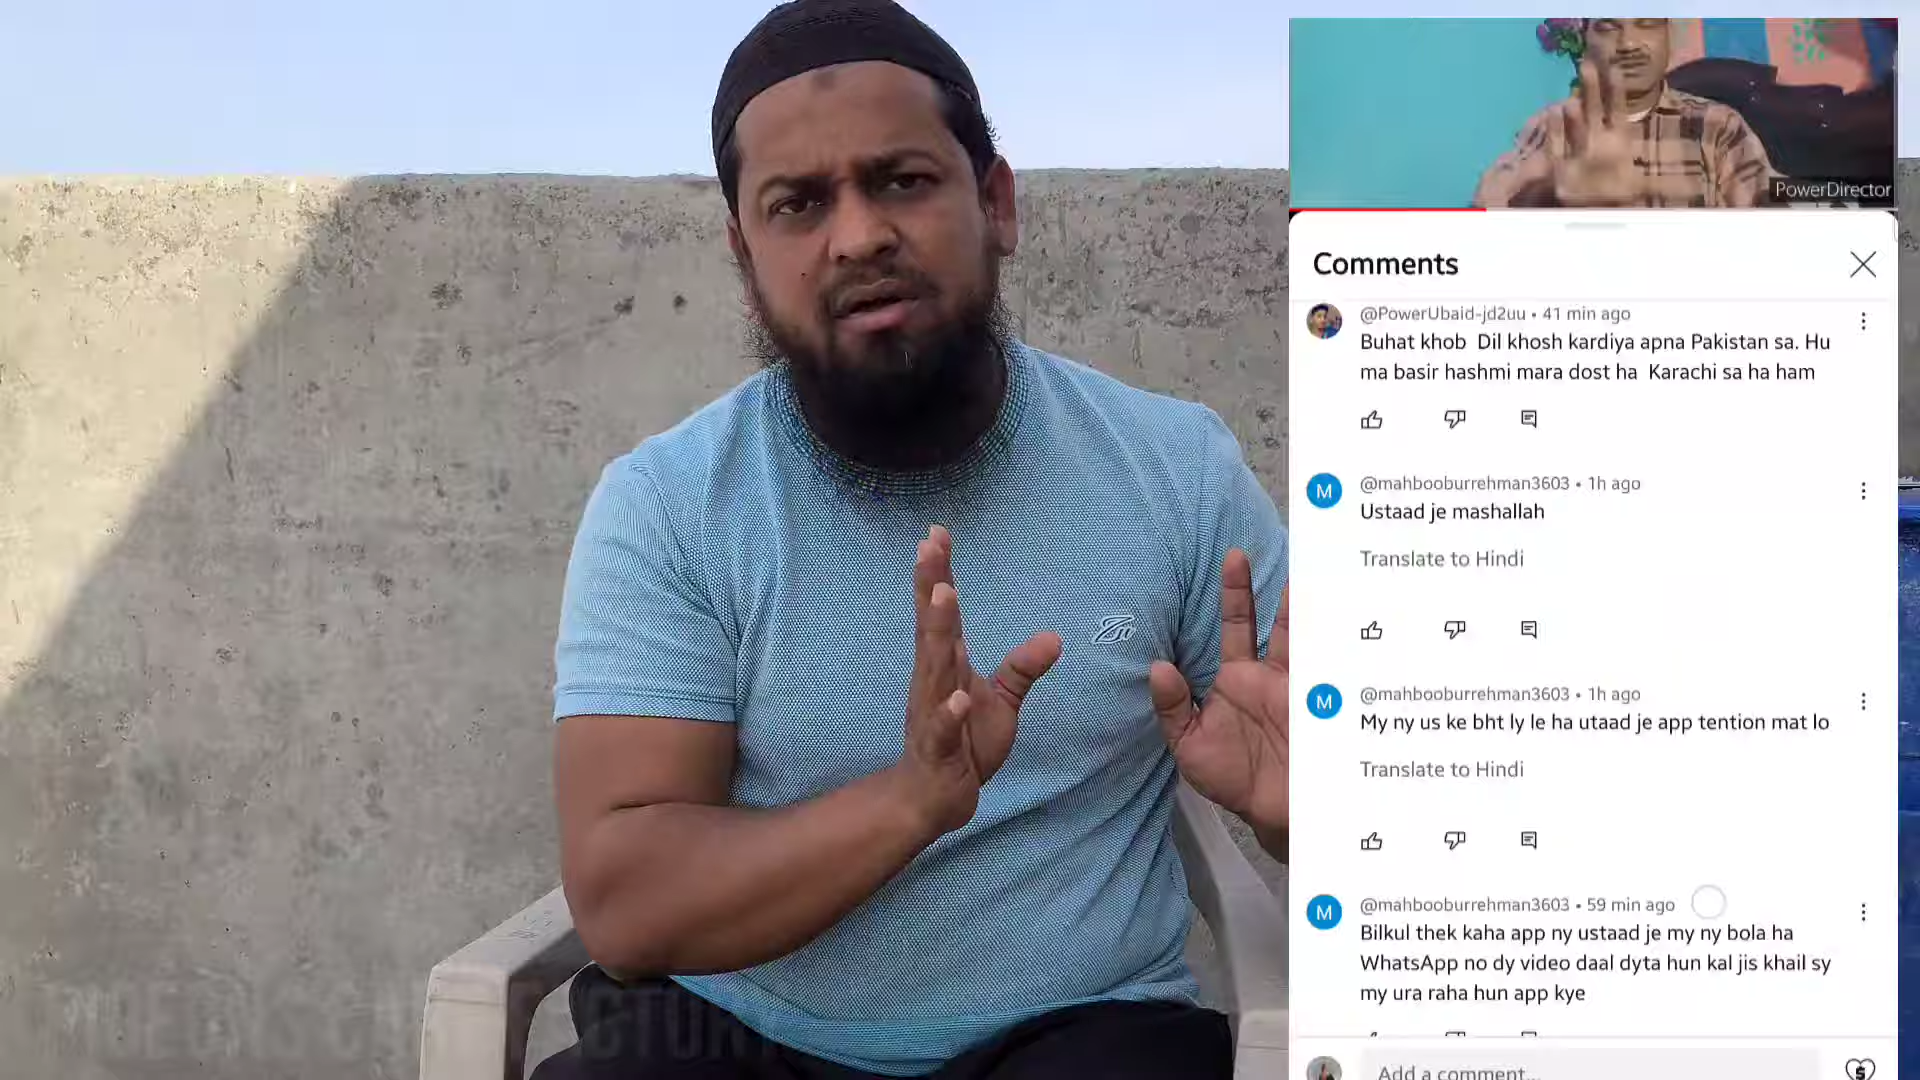 PowerDirector
Comments
@PowerUbaid-jd2uu • 41 min ago
Buhat khob Dil khosh kardiya apna Pakistan sa. Hu
ma basir hashmi mara dost ha Karachi sa ha ham
@mahbooburrehman3603 • 1h ago
Ustaad je mashallah
Translate to Hindi
@mahbooburrehman3603 • 1h ago
My ny us ke bht ly le ha utaad je app tention mat lo
Translate to Hindi
@mahbooburrehman3603 • 59 min ago
Bilkul thek kaha app ny ustaad je my ny bola ha
WhatsApp no dy video daal dyta hun kal jis khail sy
my ura raha hun app kye
Add a comment...